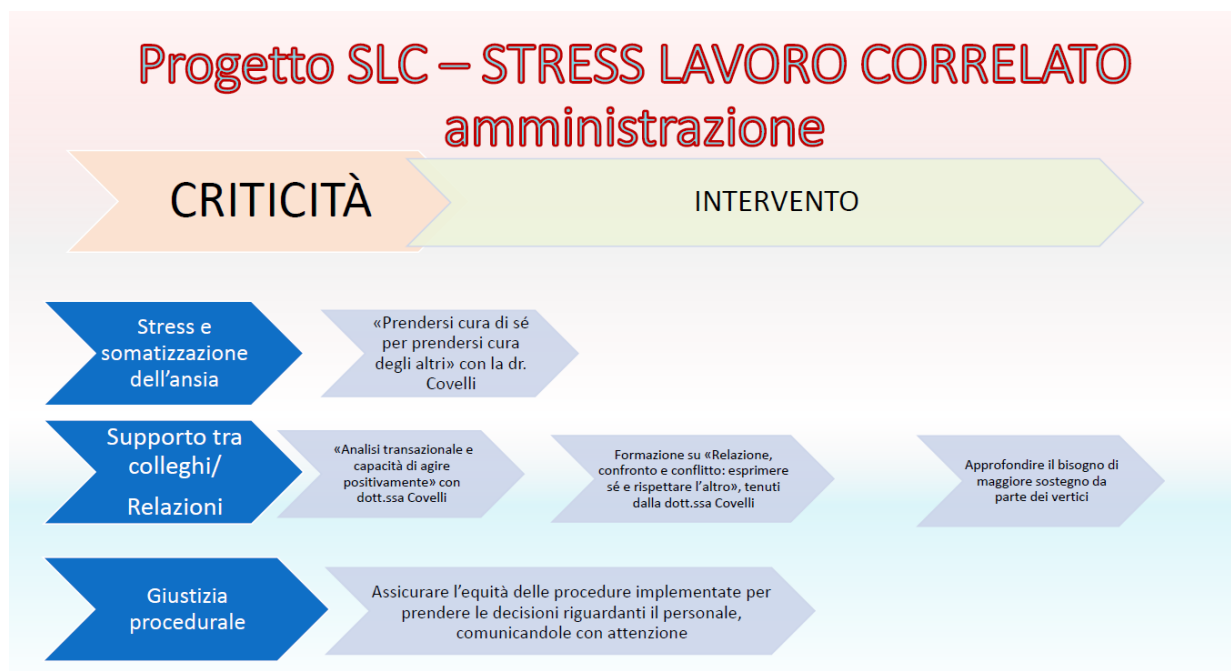 Progetto SLC – STRESS LAVORO CORRELATO
amministrazione
CRITICITÀ
INTERVENTO
Stress e
somatizzazione
dell'ansia
«Prendersi cura di sé
per prendersi cura
degli altri» con la dr.
Covelli
Supporto tra
colleghi/
Relazioni
«Analisi transazionale e
capacità di agire
positivamente» con
dott.ssa Covelli
Formazione su «Relazione,
confronto e conflitto: esprimere
sé e rispettare l'altro», tenuti
dalla dott.ssa Covelli
Approfondire il bisogno di
maggiore sostegno da
parte dei vertici
Giustizia
procedurale
Assicurare l'equità delle procedure implementate per
prendere le decisioni riguardanti il personale,
comunicandole con attenzione